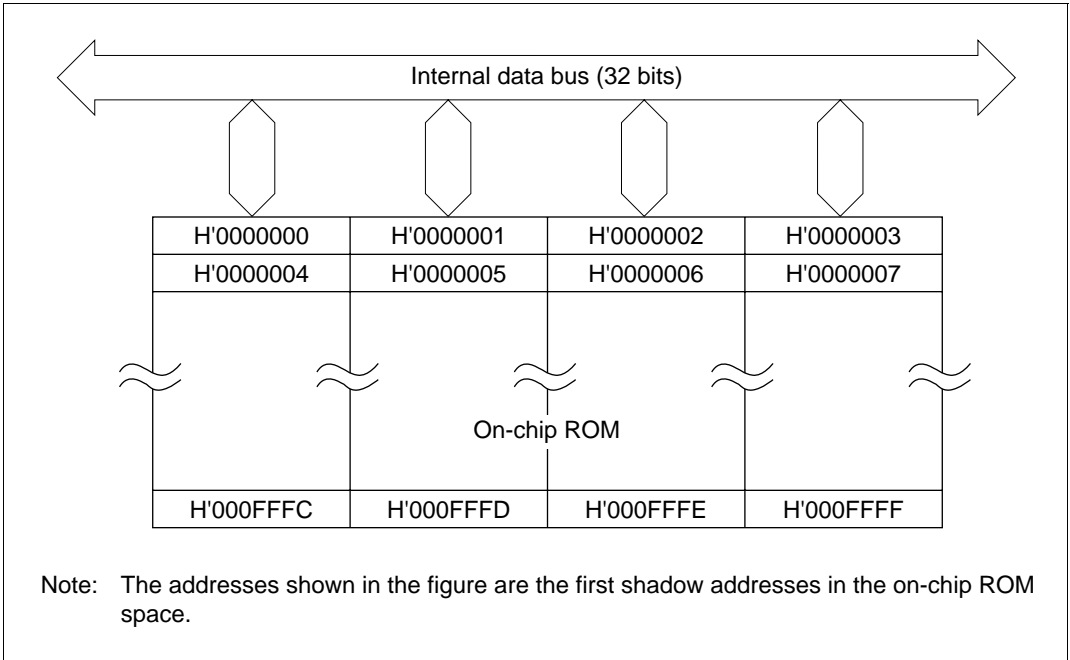 Internal data bus (32 bits)
H'0000000 H'0000001 H'0000002 H'0000003
H'0000004 H'0000005 H'0000006 H'0000007
On-chip ROM
H'000FFFC H'000FFFD H'000FFFE H'000FFFF
Note: The addresses shown in the figure are the first shadow addresses in the on-chip ROM
space.